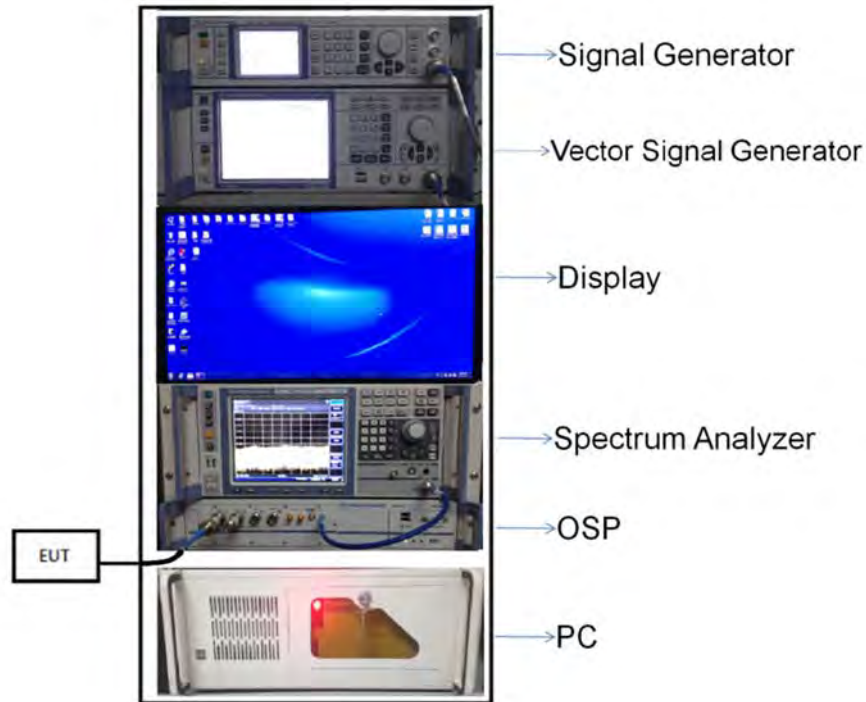 Signal Generator
Vector Signal Generator
Display
Spectrum Analyzer
OSP
EUT
PC